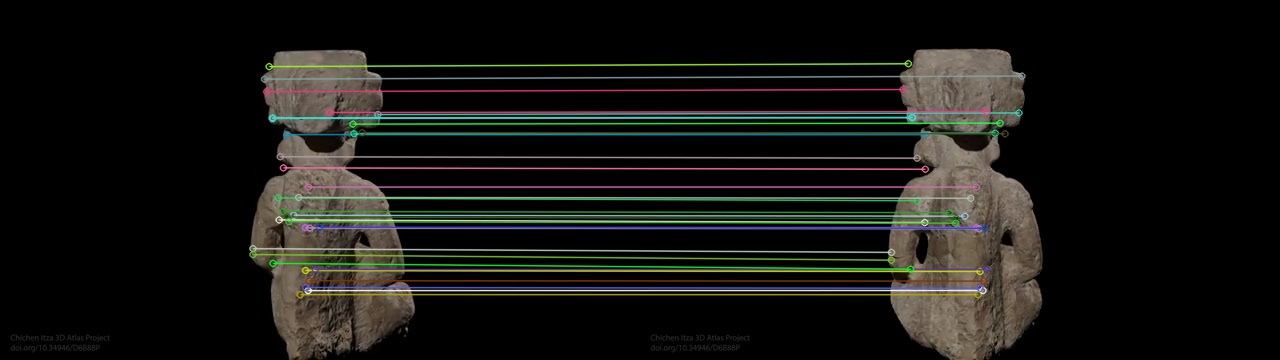 Chichen Itza 3D Atlas Project
doi.org/10.34946/D6B88P
Chichen Itza 3D Atlas Project
doi.org/10.34946/D6B88P